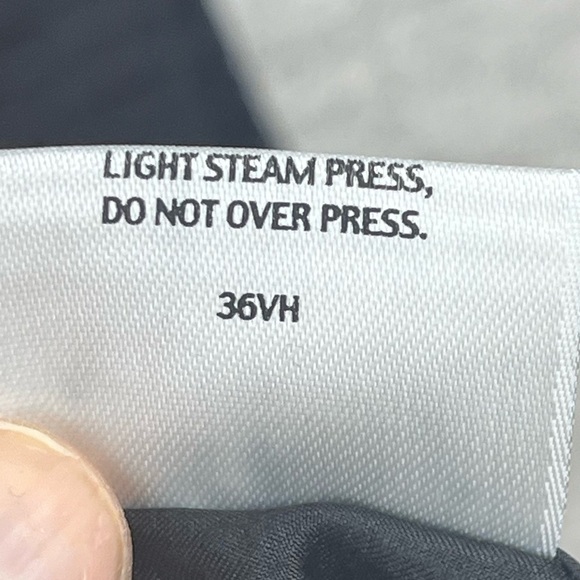 LIGHT STEAM PRESS,
DO NOT OVER PRESS.
36VH